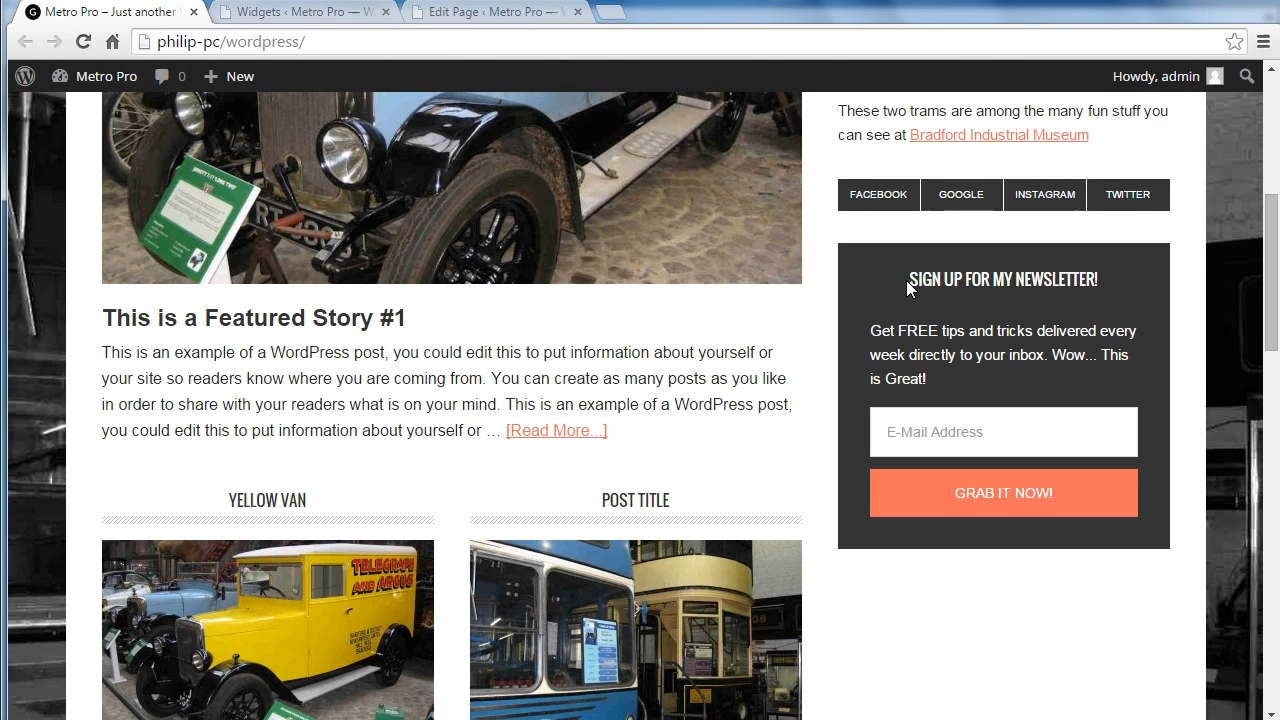 Metro Pro – Just another
Widgets ‹ Metro Pro — W
Edit Page ‹ Metro Pro —
philip-pc/wordpress/
Metro Pro
0
New
Howdy, admin
These two trams are among the many fun stuff you
can see at Bradford Industrial Museum
FACEBOOK
GOOGLE
INSTAGRAM
TWITTER
This is a Featured Story #1
This is an example of a WordPress post, you could edit this to put information about yourself or
your site so readers know where you are coming from. You can create as many posts as you like
in order to share with your readers what is on your mind. This is an example of a WordPress post,
you could edit this to put information about yourself or … [Read More...]
SIGN UP FOR MY NEWSLETTER!
Get FREE tips and tricks delivered every
week directly to your inbox. Wow... This
is Great!
E-Mail Address
GRAB IT NOW!
YELLOW VAN
POST TITLE
TELEGRAPH
AND ARGUS